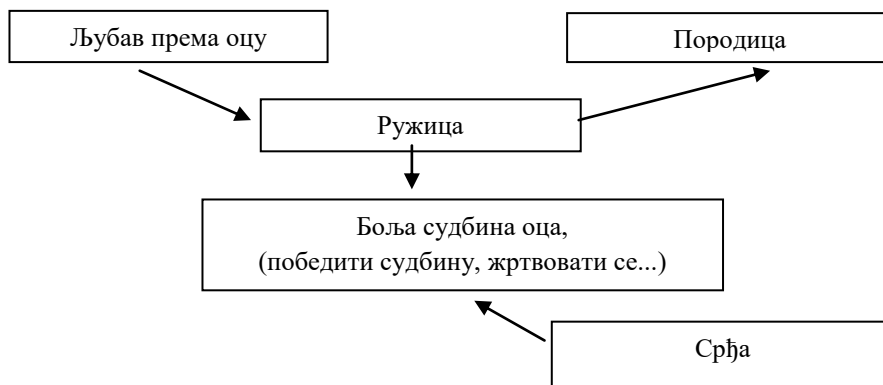 Љубав према оцу
Породица
Ружица
Боља судбина оца,
(победити судбину, жртвовати се...)
Срђа